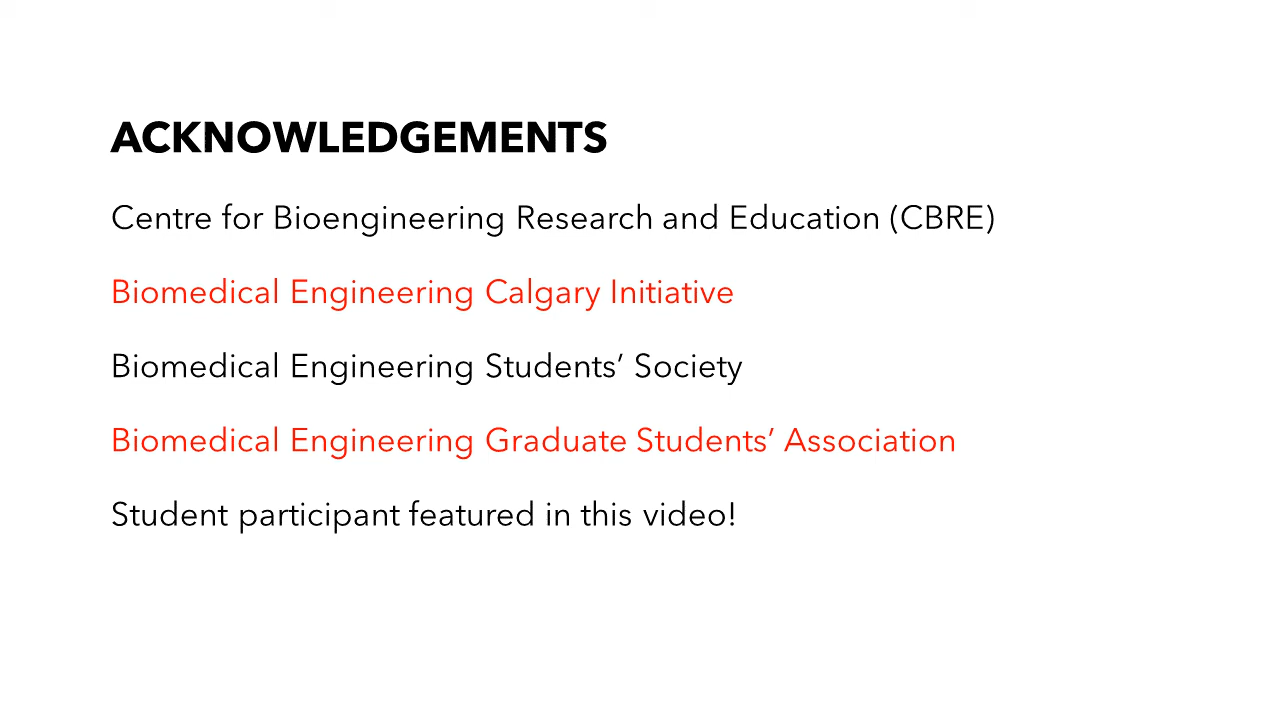 ACKNOWLEDGEMENTS
Centre for Bioengineering Research and Education (CBRE)
Biomedical Engineering Calgary Initiative
Biomedical Engineering Students’ Society
Biomedical Engineering Graduate Students’ Association
Student participant featured in this video!